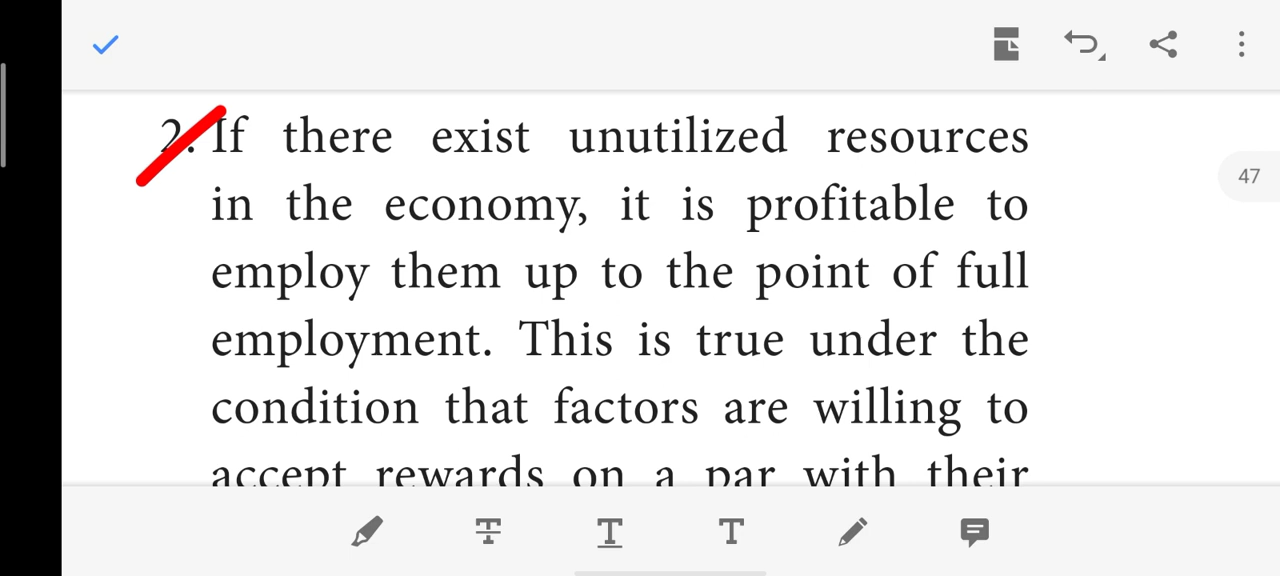 2. If there exist unutilized resources
47
in the economy, it is profitable to
employ them up to the point of full
employment. This is true under the
condition that factors are willing to
accept rewards on a par with their